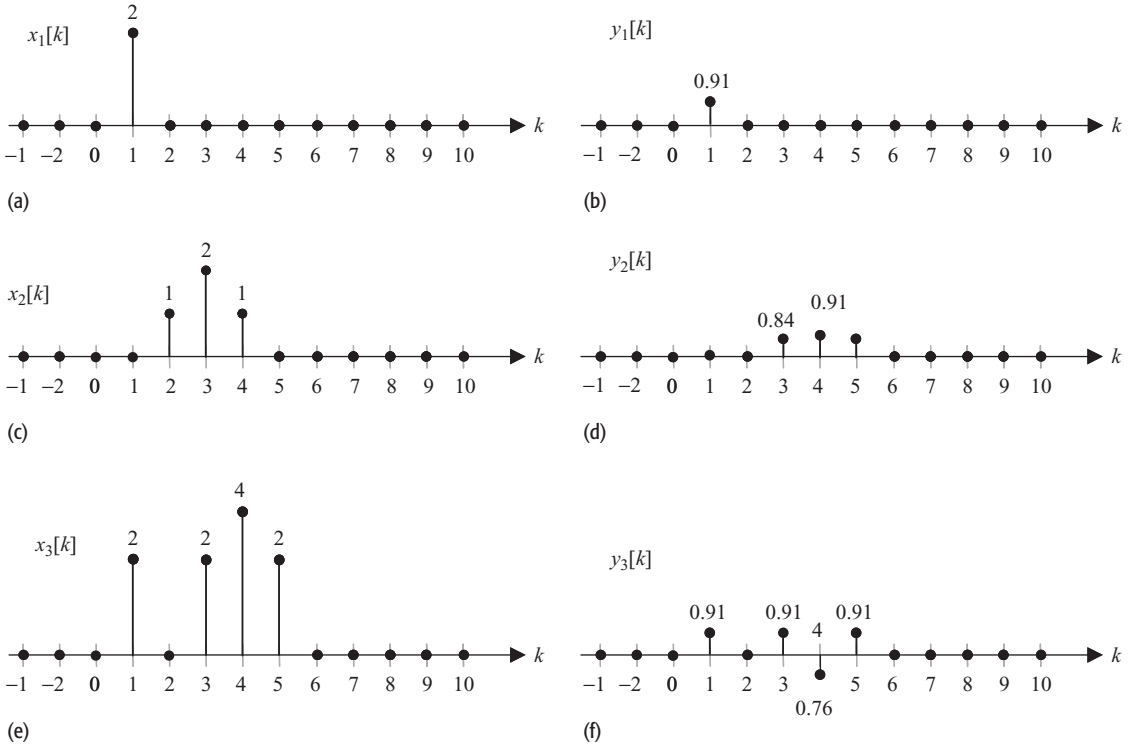 2
x₁[k]
k
−1 −2 0 1 2 3 4 5 6 7 8 9 10
(a)
y₁[k]
0.91
k
−1 −2 0 1 2 3 4 5 6 7 8 9 10
(b)
2
1 1
x₂[k]
k
−1 −2 0 1 2 3 4 5 6 7 8 9 10
(c)
y₂[k]
0.91
0.84
k
−1 −2 0 1 2 3 4 5 6 7 8 9 10
(d)
4
2 2 2
x₃[k]
k
−1 −2 0 1 2 3 4 5 6 7 8 9 10
(e)
y₃[k]
0.91 0.91 4 0.91
k
−1 −2 0 1 2 3 5 6 7 8 9 10
0.76
(f)